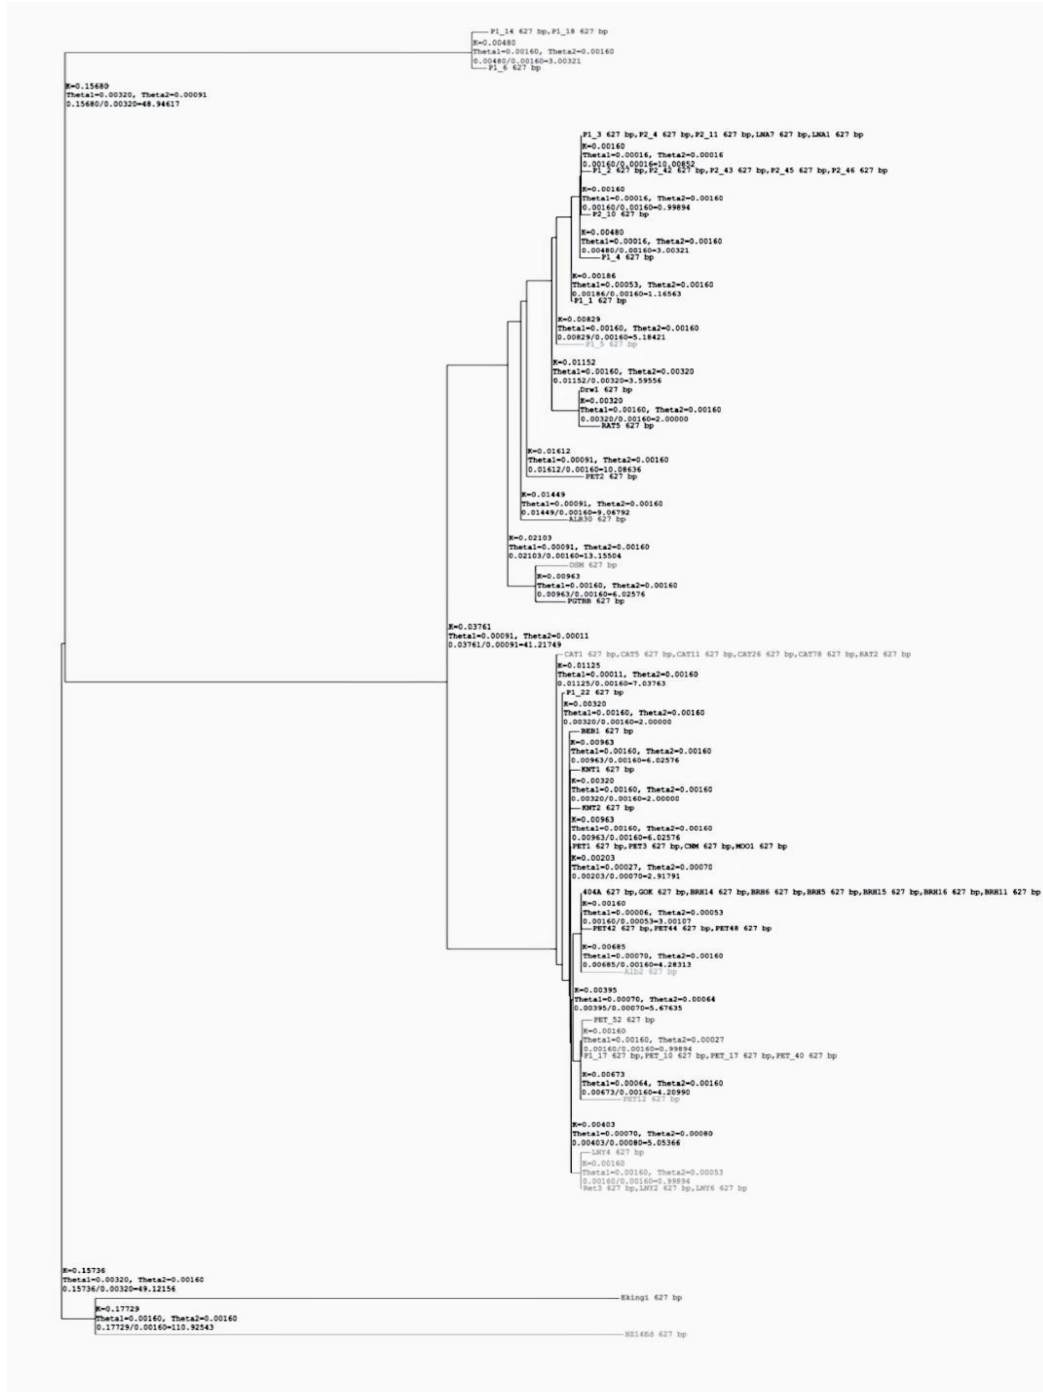 P1_14 627 bp,P1_18 627 bp
K=0.00480
Theta1=0.00160, Theta2=0.00160
0.00480/0.00160=3.00321
P1_6 627 bp
K=0.15680
Theta1=0.00320, Theta2=0.00091
0.15680/0.00320=48.94617
P1_3 627 bp,P2_4 627 bp,P2_11 627 bp,LNA7 627 bp,LNA1 627 bp
K=0.00160
Theta1=0.00016, Theta2=0.00016
0.00160/0.00016=10.00852
P1_2 627 bp,P2_42 627 bp,P2_43 627 bp,P2_45 627 bp,P2_46 627 bp
K=0.00160
Theta1=0.00016, Theta2=0.00160
0.00160/0.00160=0.99894
P2_10 627 bp
K=0.00480
Theta1=0.00016, Theta2=0.00160
0.00480/0.00160=3.00321
P1_4 627 bp
K=0.00186
Theta1=0.00053, Theta2=0.00160
0.00186/0.00160=1.16563
P1_1 627 bp
K=0.00829
Theta1=0.00160, Theta2=0.00160
0.00829/0.00160=5.18421
P1_5 627 bp
K=0.01152
Theta1=0.00160, Theta2=0.00320
0.01152/0.00320=3.59556
Drw1 627 bp
K=0.00320
Theta1=0.00160, Theta2=0.00160
0.00320/0.00160=2.00000
RAT5 627 bp
K=0.01612
Theta1=0.00091, Theta2=0.00160
0.01612/0.00160=10.08636
PET2 627 bp
K=0.01449
Theta1=0.00091, Theta2=0.00160
0.01449/0.00160=9.06792
ALB30 627 bp
K=0.02103
Theta1=0.00091, Theta2=0.00160
0.02103/0.00160=13.15504
OSM 627 bp
K=0.00963
Theta1=0.00160, Theta2=0.00160
0.00963/0.00160=6.02576
PGTBB 627 bp
K=0.03761
Theta1=0.00091, Theta2=0.00011
0.03761/0.00091=41.21749
CAT1 627 bp,CAT5 627 bp,CAT11 627 bp,CAT26 627 bp,CAT78 627 bp,RAT2 627 bp
K=0.01125
Theta1=0.00011, Theta2=0.00160
0.01125/0.00160=7.03763
P1_22 627 bp
K=0.00320
Theta1=0.00160, Theta2=0.00160
0.00320/0.00160=2.00000
BEB1 627 bp
K=0.00963
Theta1=0.00160, Theta2=0.00160
0.00963/0.00160=6.02576
KNT1 627 bp
K=0.00320
Theta1=0.00160, Theta2=0.00160
0.00320/0.00160=2.00000
KNT2 627 bp
K=0.00963
Theta1=0.00160, Theta2=0.00160
0.00963/0.00160=6.02576
PET1 627 bp,PET3 627 bp,CNM 627 bp,MOO1 627 bp
K=0.00203
Theta1=0.00027, Theta2=0.00070
0.00203/0.00070=2.91791
404A 627 bp,GOK 627 bp,BRH14 627 bp,BRH6 627 bp,BRH5 627 bp,BRH15 627 bp,BRH16 627 bp,BRH11 627 bp
K=0.00160
Theta1=0.00006, Theta2=0.00053
0.00160/0.00053=3.00107
PET42 627 bp,PET44 627 bp,PET48 627 bp
K=0.00685
Theta1=0.00070, Theta2=0.00160
0.00685/0.00160=4.28313
Alb2 627 bp
K=0.00395
Theta1=0.00070, Theta2=0.00064
0.00395/0.00070=5.67635
PET_52 627 bp
K=0.00160
Theta1=0.00160, Theta2=0.00027
0.00160/0.00160=0.99894
P1_17 627 bp,PET_10 627 bp,PET_17 627 bp,PET_40 627 bp
K=0.00673
Theta1=0.00064, Theta2=0.00160
0.00673/0.00160=4.20990
PET12 627 bp
K=0.00403
Theta1=0.00070, Theta2=0.00080
0.00403/0.00080=5.05366
LNY4 627 bp
K=0.00160
Theta1=0.00160, Theta2=0.00053
0.00160/0.00160=0.99894
Ret3 627 bp,LNY2 627 bp,LNY6 627 bp
K=0.15736
Theta1=0.00320, Theta2=0.00160
0.15736/0.00320=49.12156
Eking1 627 bp
K=0.17729
Theta1=0.00160, Theta2=0.00160
0.17729/0.00160=110.92543
627 bp